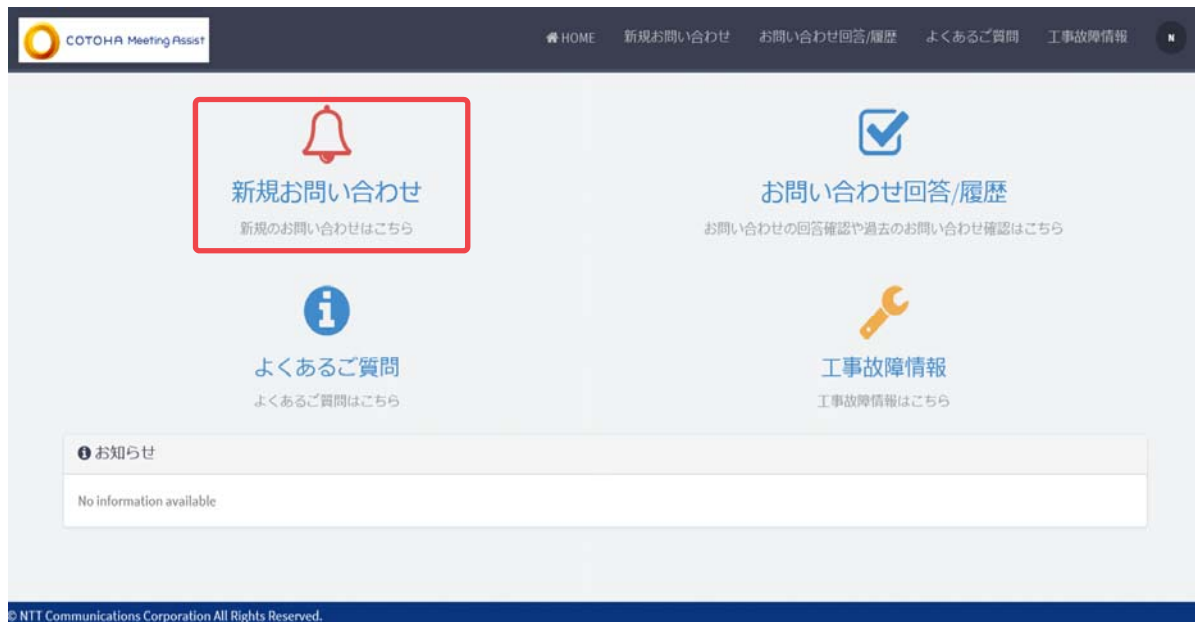 COTOHA Meeting Assist
HOME 新規お問い合わせ お問い合わせ回答/履歴 よくあるご質問 工事故障情報 N
新規お問い合わせ
新規のお問い合わせはこちら
お問い合わせ回答/履歴
お問い合わせの回答確認や過去のお問い合わせ確認はこちら
よくあるご質問
よくあるご質問はこちら
工事故障情報
工事故障情報はこちら
お知らせ
No information available
© NTT Communications Corporation All Rights Reserved.